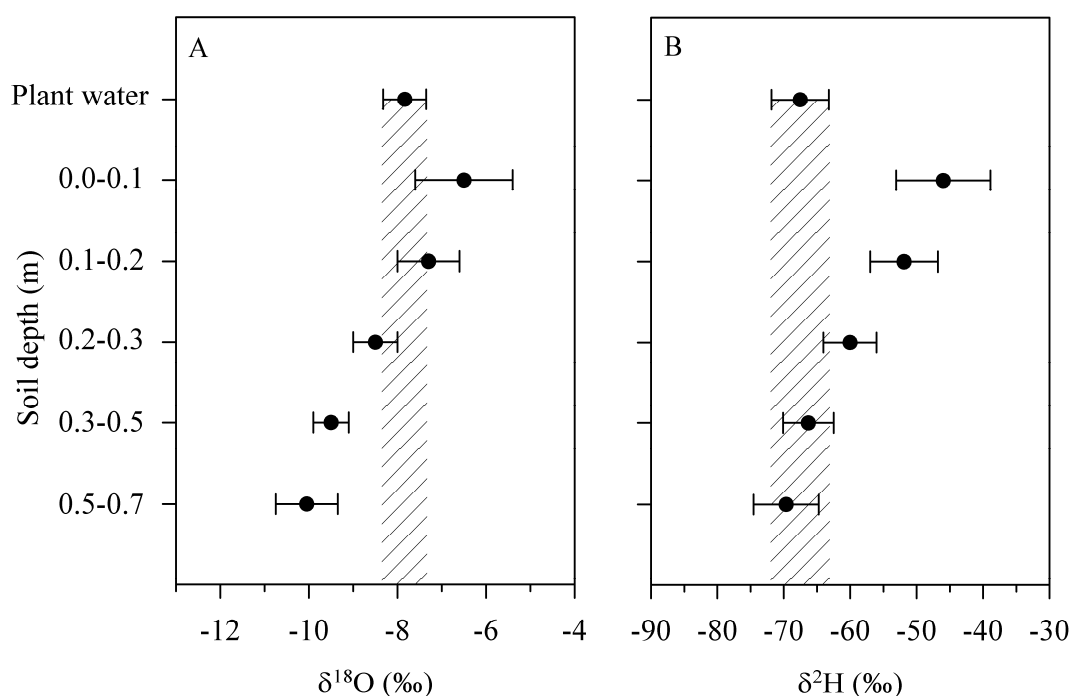 A
B
Plant water
0.0-0.1
0.1-0.2
0.2-0.3
0.3-0.5
0.5-0.7
Soil depth (m)
-12 -10 -8 -6 -4
-90 -80 -70 -60 -50 -40 -30
δ¹⁸O (‰)
δ²H (‰)